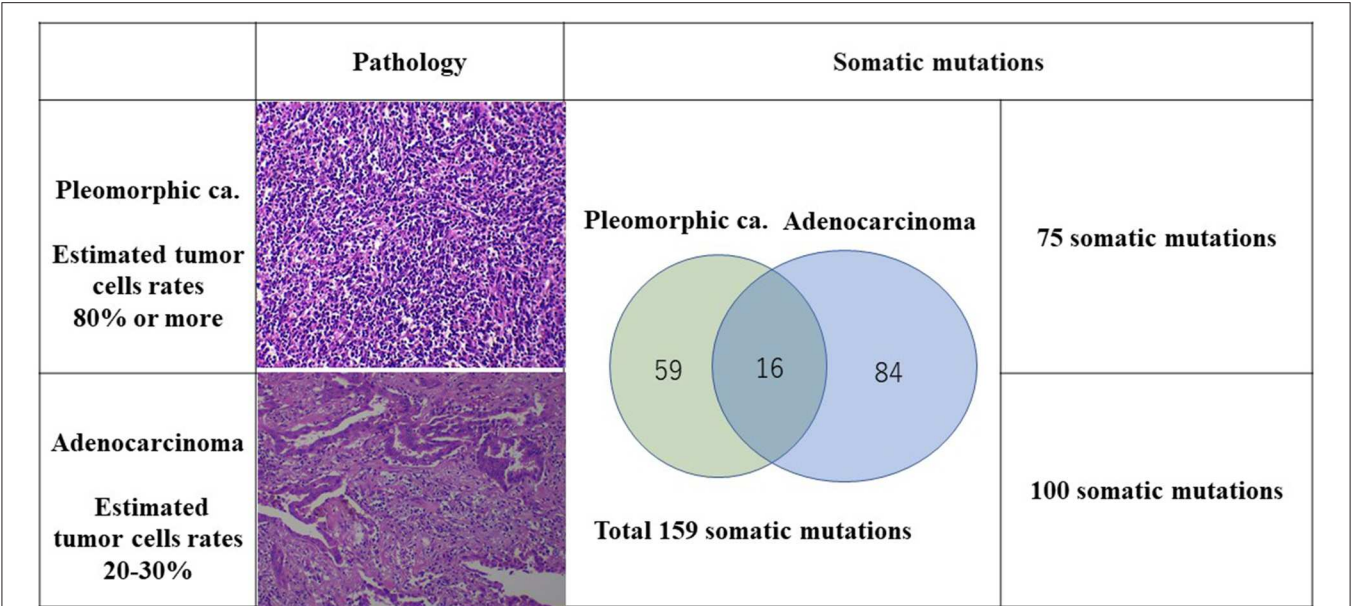 Pathology
Somatic mutations
Pleomorphic ca.
Estimated tumor
cells rates
80% or more
Pleomorphic ca.
Adenocarcinoma
59
16
84
Total 159 somatic mutations
75 somatic mutations
Adenocarcinoma
Estimated
tumor cells rates
20-30%
100 somatic mutations